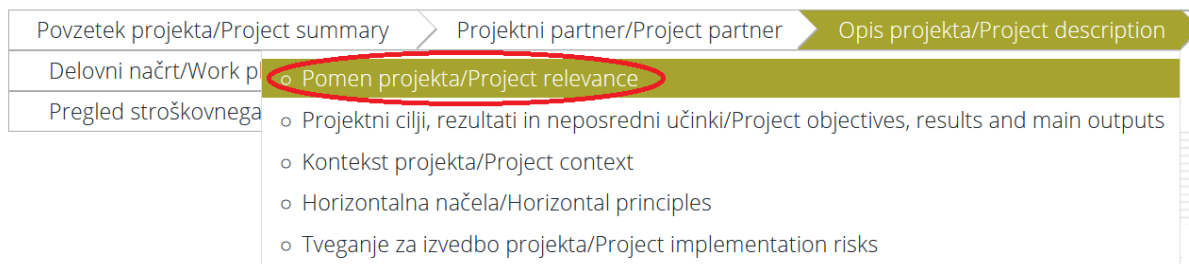 Povzetek projekta/Project summary
Projektni partner/Project partner
Opis projekta/Project description
Delovni načrt/Work
Pregled stroškovnega
Pomen projekta/Project relevance
Projektni cilji, rezultati in neposredni učinki/Project objectives, results and main outputs
Kontekst projekta/Project context
Horizontalna načela/Horizontal principles
Tveganje za izvedbo projekta/Project implementation risks